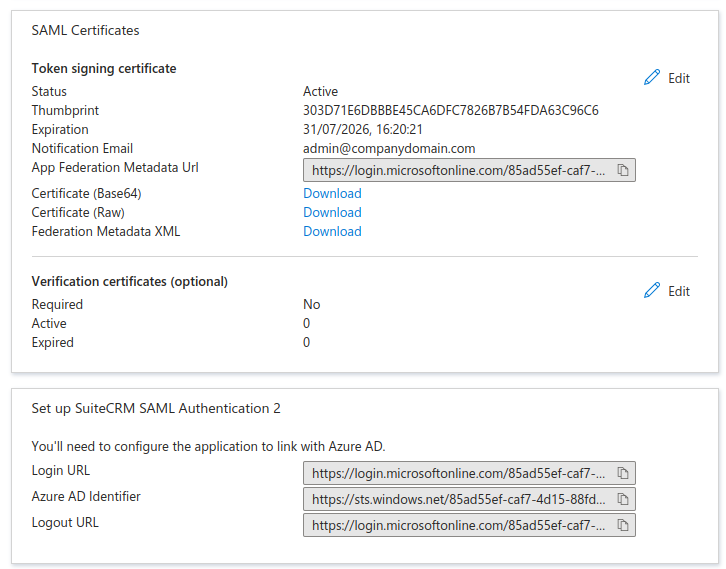 SAML Certificates
Token signing certificate
Edit
Status Active
Thumbprint 303D71E6DBBBE45CA6DFC7826B7B54FDA63C96C6
Expiration 31/07/2026, 16:20:21
Notification Email admin@companydomain.com
App Federation Metadata Url https://login.microsoftonline.com/85ad55ef-caf7-...
Certificate (Base64) Download
Certificate (Raw) Download
Federation Metadata XML Download
Verification certificates (optional)
Edit
Required No
Active 0
Expired 0
Set up SuiteCRM SAML Authentication 2
You'll need to configure the application to link with Azure AD.
Login URL https://login.microsoftonline.com/85ad55ef-caf7-...
Azure AD Identifier https://sts.windows.net/85ad55ef-caf7-4d15-88fd...
Logout URL https://login.microsoftonline.com/85ad55ef-caf7-...